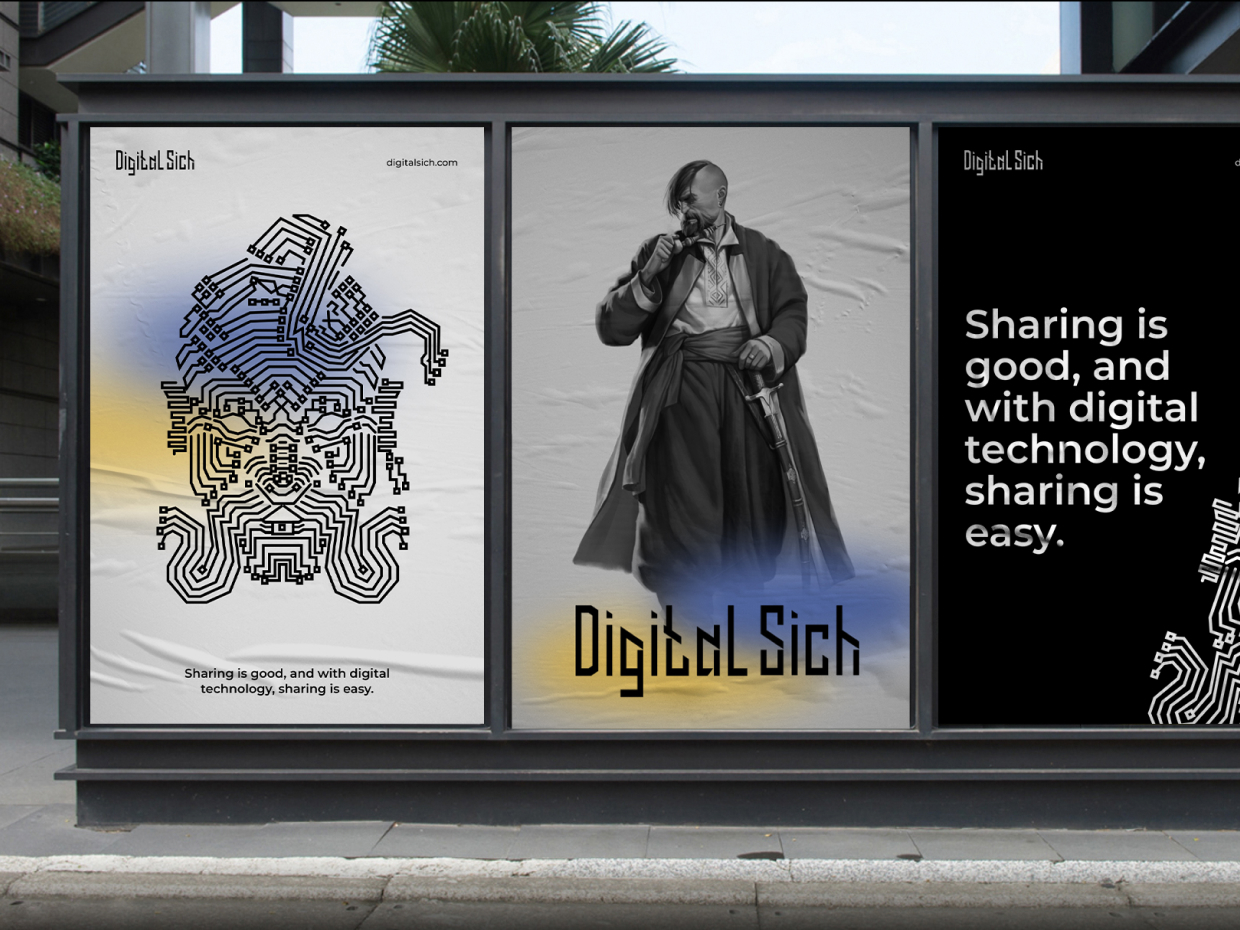 Digital Sich
digitalsich.com
Sharing is good, and with digital
technology, sharing is easy.
Digital Sich
Digital Sich
Sharing is
good, and
with digital
technology,
sharing is
easy.